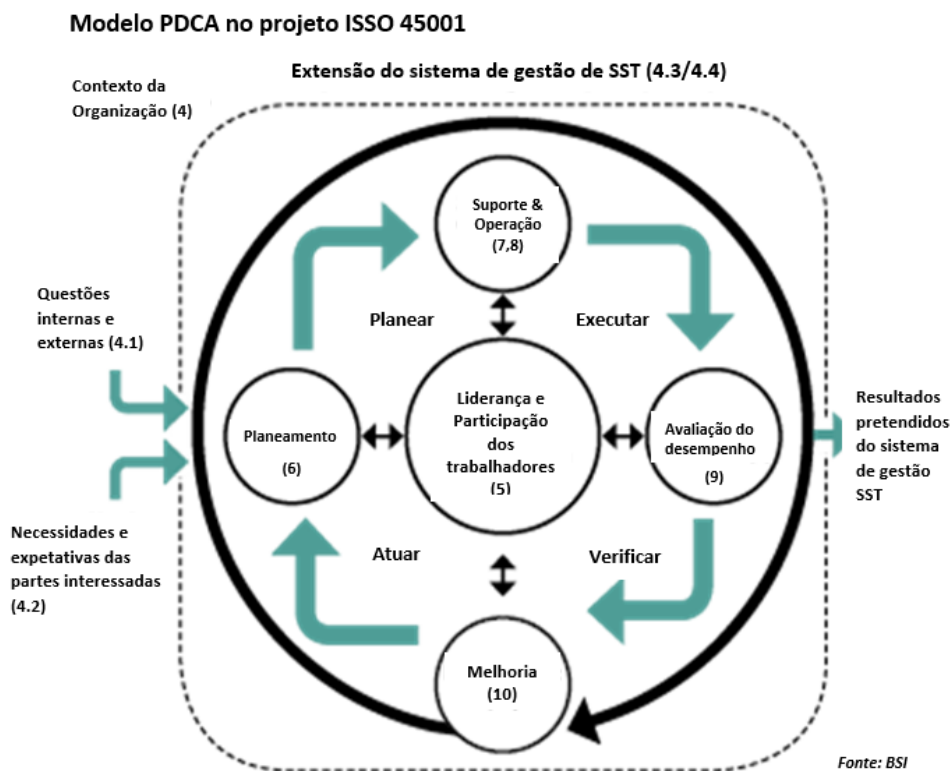 Modelo PDCA no projeto ISSO 45001
Extensão do sistema de gestão de SST (4.3/4.4)
Contexto da
Organização (4)
Suporte &
Operação
(7,8)
Questões
internas e
externas (4.1)
Planear
Executar
Planeamento
(6)
Liderança e
Participação
dos
trabalhadores
(5)
Avaliação do
desempenho
(9)
Resultados
pretendidos
do sistema
de gestão
SST
Necessidades e
expetativas das
partes interessadas
(4.2)
Atuar
Verificar
Melhoria
(10)
Fonte: BSI